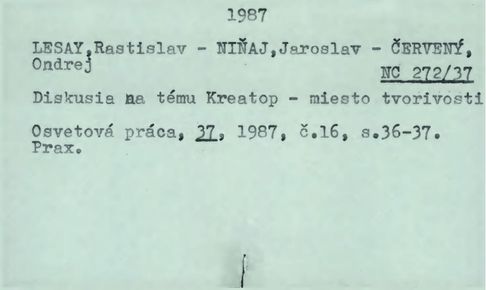 1987
LESAY,Rastislav - NIŇAJ,Jaroslav - ČERVENÝ,
Ondrej
NC 272/37
Diskusia na tému Kreatop - miesto tvorivosti
Osvetová práca, 37, 1987, č.16, s.36-37.
Prax.